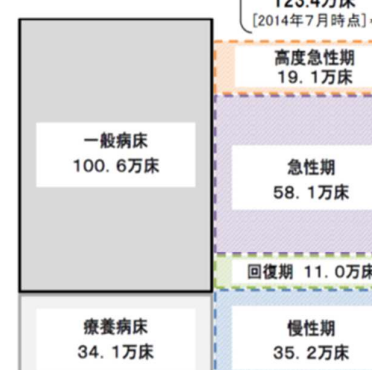 123.4万床
[2014年7月時点]
高度急性期
19.1万床
一般病床
100.6万床
急性期
58.1万床
回復期 11.0万床
療養病床
34.1万床
慢性期
35.2万床